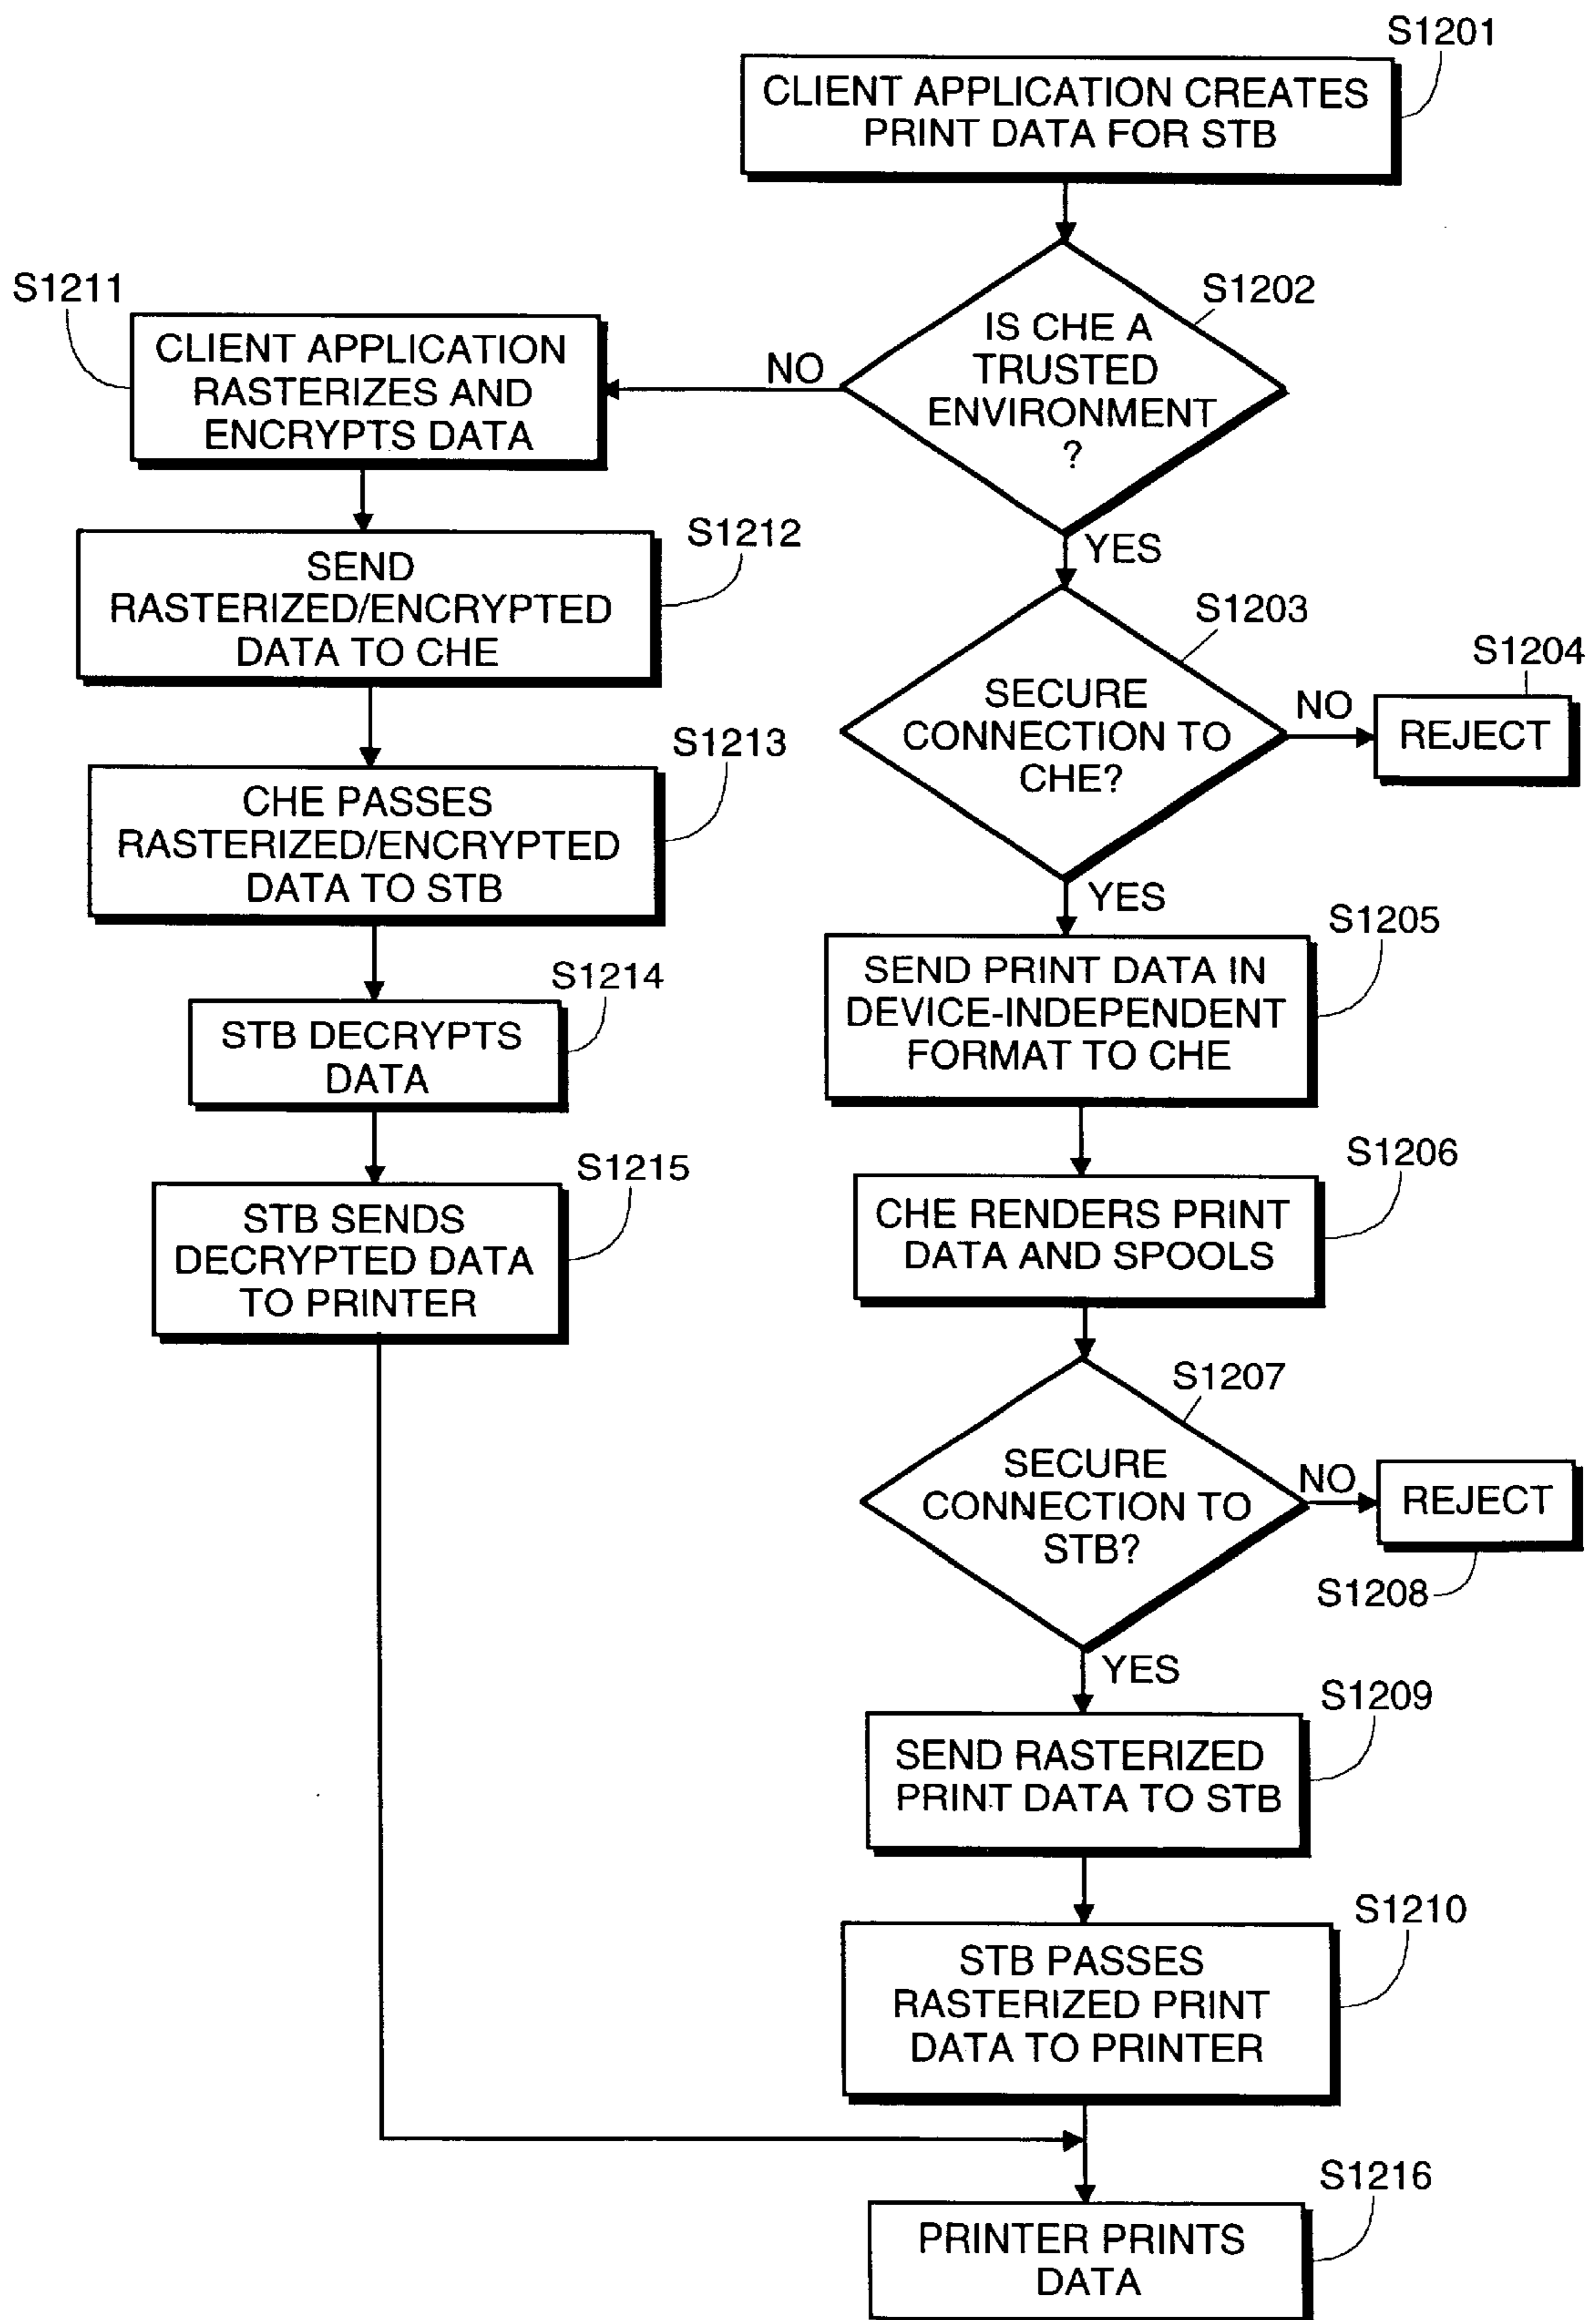 S1201
CLIENT APPLICATION CREATES
PRINT DATA FOR STB
S1202
IS CHE A
TRUSTED
ENVIRONMENT
?
NO
YES
S1211
CLIENT APPLICATION
RASTERIZES AND
ENCRYPTS DATA
S1212
SEND
RASTERIZED/ENCRYPTED
DATA TO CHE
S1213
CHE PASSES
RASTERIZED/ENCRYPTED
DATA TO STB
S1214
STB DECRYPTS
DATA
S1215
STB SENDS
DECRYPTED DATA
TO PRINTER
S1203
SECURE
CONNECTION TO
CHE?
NO
S1204
REJECT
YES
S1205
SEND PRINT DATA IN
DEVICE-INDEPENDENT
FORMAT TO CHE
S1206
CHE RENDERS PRINT
DATA AND SPOOLS
S1207
SECURE
CONNECTION TO
STB?
NO
REJECT
S1208
YES
S1209
SEND RASTERIZED
PRINT DATA TO STB
S1210
STB PASSES
RASTERIZED PRINT
DATA TO PRINTER
S1216
PRINTER PRINTS
DATA